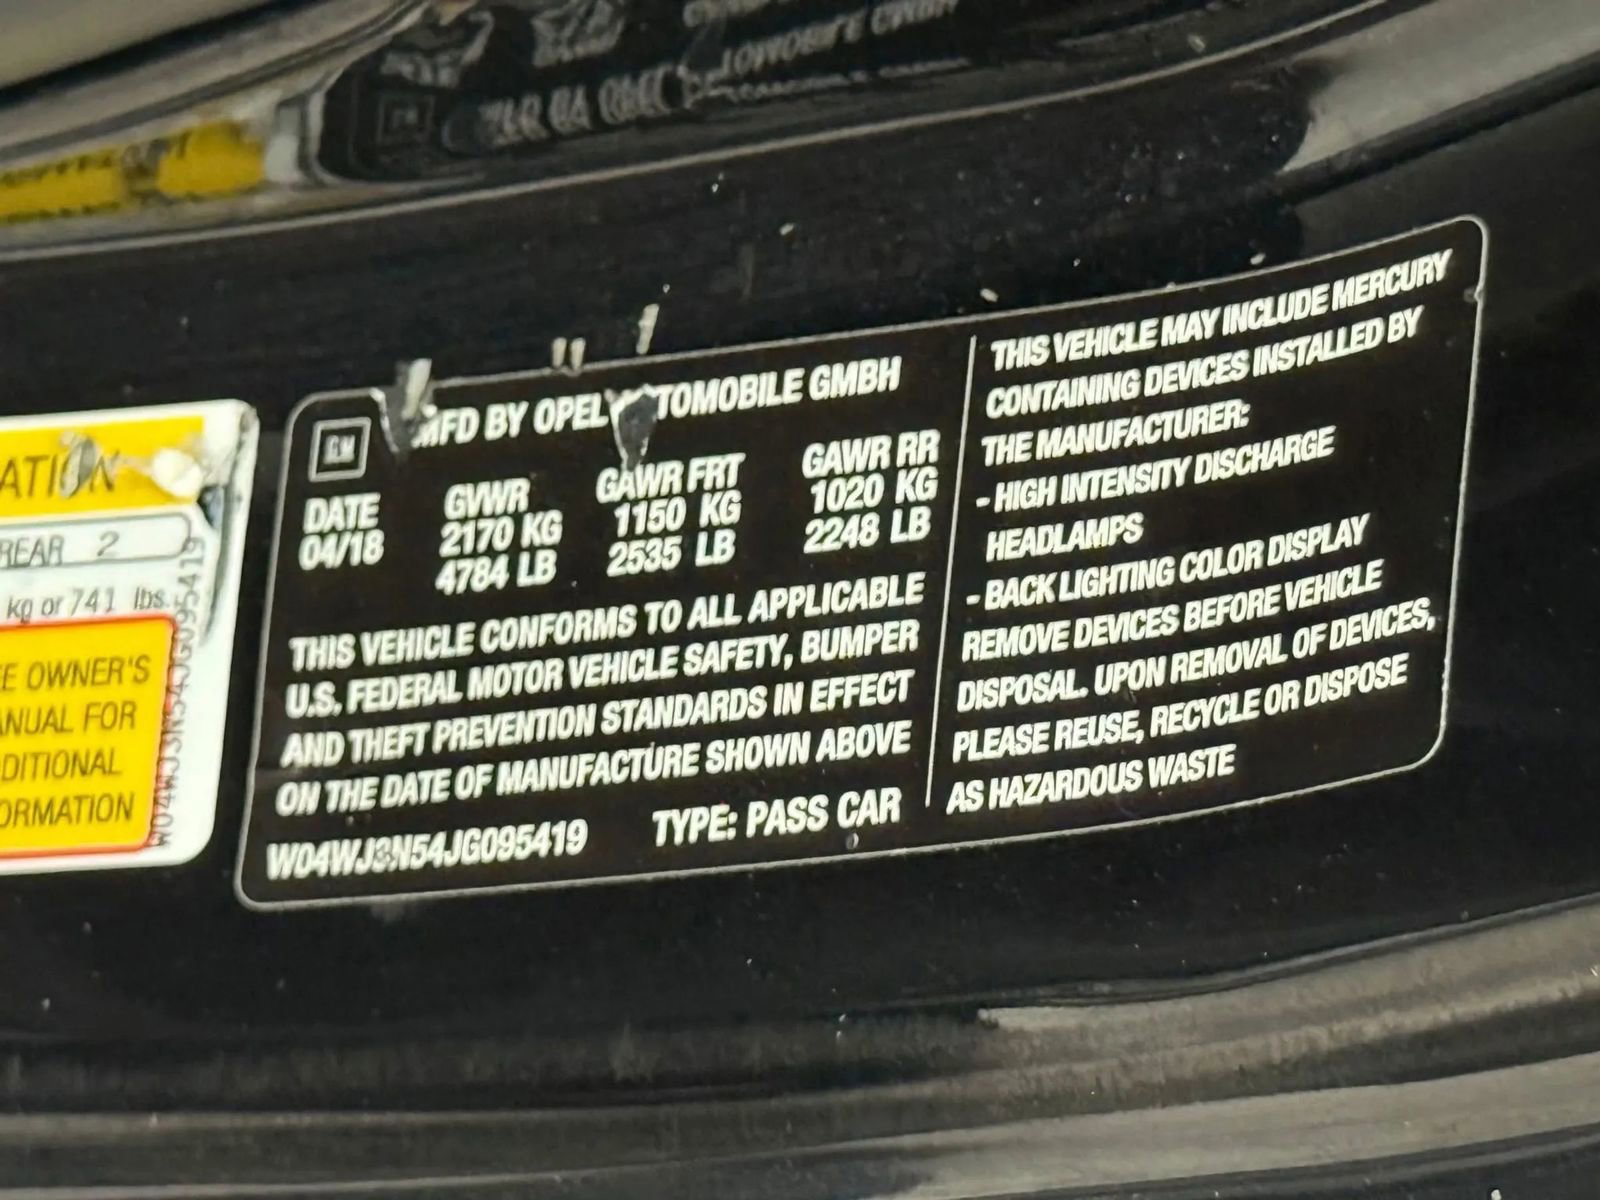 ATION
REAR 2
kg or 741 lbs.
E OWNER'S
ANUAL FOR
DITIONAL
ORMATION
W04WJ3N54JG095419
GM
MFD BY OPEL AUTOMOBILE GMBH
DATE GVWR GAWR FRT GAWR RR
04/18 2170 KG 1150 KG 1020 KG
4784 LB 2535 LB 2248 LB
THIS VEHICLE CONFORMS TO ALL APPLICABLE
U.S. FEDERAL MOTOR VEHICLE SAFETY, BUMPER
AND THEFT PREVENTION STANDARDS IN EFFECT
ON THE DATE OF MANUFACTURE SHOWN ABOVE
W04WJ3N54JG095419 TYPE: PASS CAR
THIS VEHICLE MAY INCLUDE MERCURY
CONTAINING DEVICES INSTALLED BY
THE MANUFACTURER:
- HIGH INTENSITY DISCHARGE
HEADLAMPS
- BACK LIGHTING COLOR DISPLAY
REMOVE DEVICES BEFORE VEHICLE
DISPOSAL. UPON REMOVAL OF DEVICES,
PLEASE REUSE, RECYCLE OR DISPOSE
AS HAZARDOUS WASTE